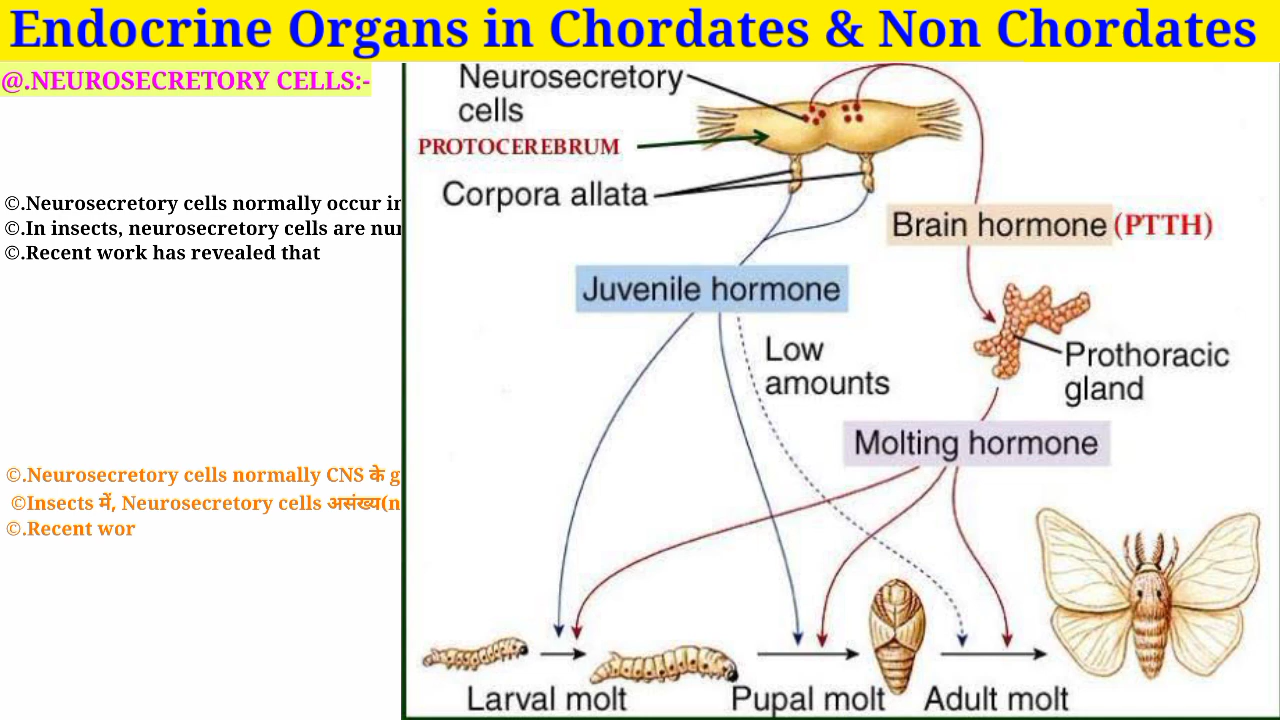 Endocrine Organs in Chordates & Non Chordates
@.NEUROSECRETORY CELLS:-
©.Neurosecretory cells normally occur in
©.In insects, neurosecretory cells are
©.Recent work has revealed that
©.Neurosecretory cells normally CNS के
©Insects में, Neurosecretory cells असंख्य(n
©.Recent wor
Neurosecretory
cells
PROTOCEREBRUM
Corpora allata
Brain hormone (PTTH)
Juvenile hormone
Low
amounts
Prothoracic
gland
Molting hormone
Larval molt
Pupal molt
Adult molt